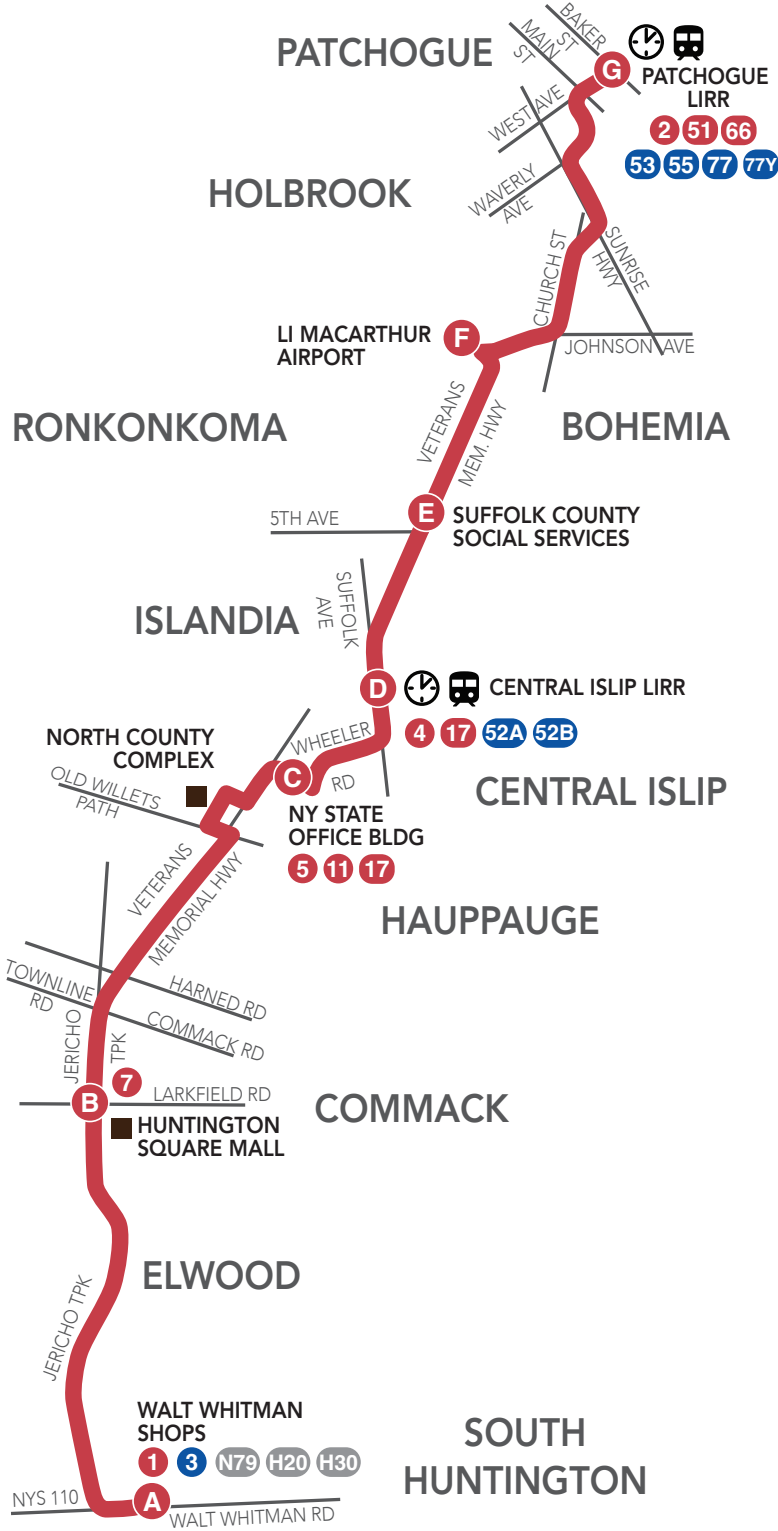 PATCHOGUE
BAKER
ST
MAIN
ST
G
PATCHOGUE
LIRR
2 51 66
53 55 77 77Y
WEST AVE
WAVERLY
AVE
HOLBROOK
CHURCH ST
SUNRISE
HWY
LI MACARTHUR
AIRPORT
F
JOHNSON AVE
RONKONKOMA
VETERANS
MEM. HWY
BOHEMIA
5TH AVE
E
SUFFOLK COUNTY
SOCIAL SERVICES
ISLANDIA
SUFFOLK
AVE
D
CENTRAL ISLIP LIRR
4 17 52A 52B
NORTH COUNTY
COMPLEX
WHEELER
RD
C
OLD WILLETS
PATH
CENTRAL ISLIP
NY STATE
OFFICE BLDG
5 11 17
VETERANS
MEMORIAL HWY
HAUPPAUGE
TOWNLINE
RD
HARNED RD
COMMACK RD
JERICHO
TPK
7
B
LARKFIELD RD
COMMACK
HUNTINGTON
SQUARE MALL
ELWOOD
JERICHO TPK
WALT WHITMAN
SHOPS
1 3 N79 H20 H30
SOUTH
HUNTINGTON
NYS 110
A
WALT WHITMAN RD